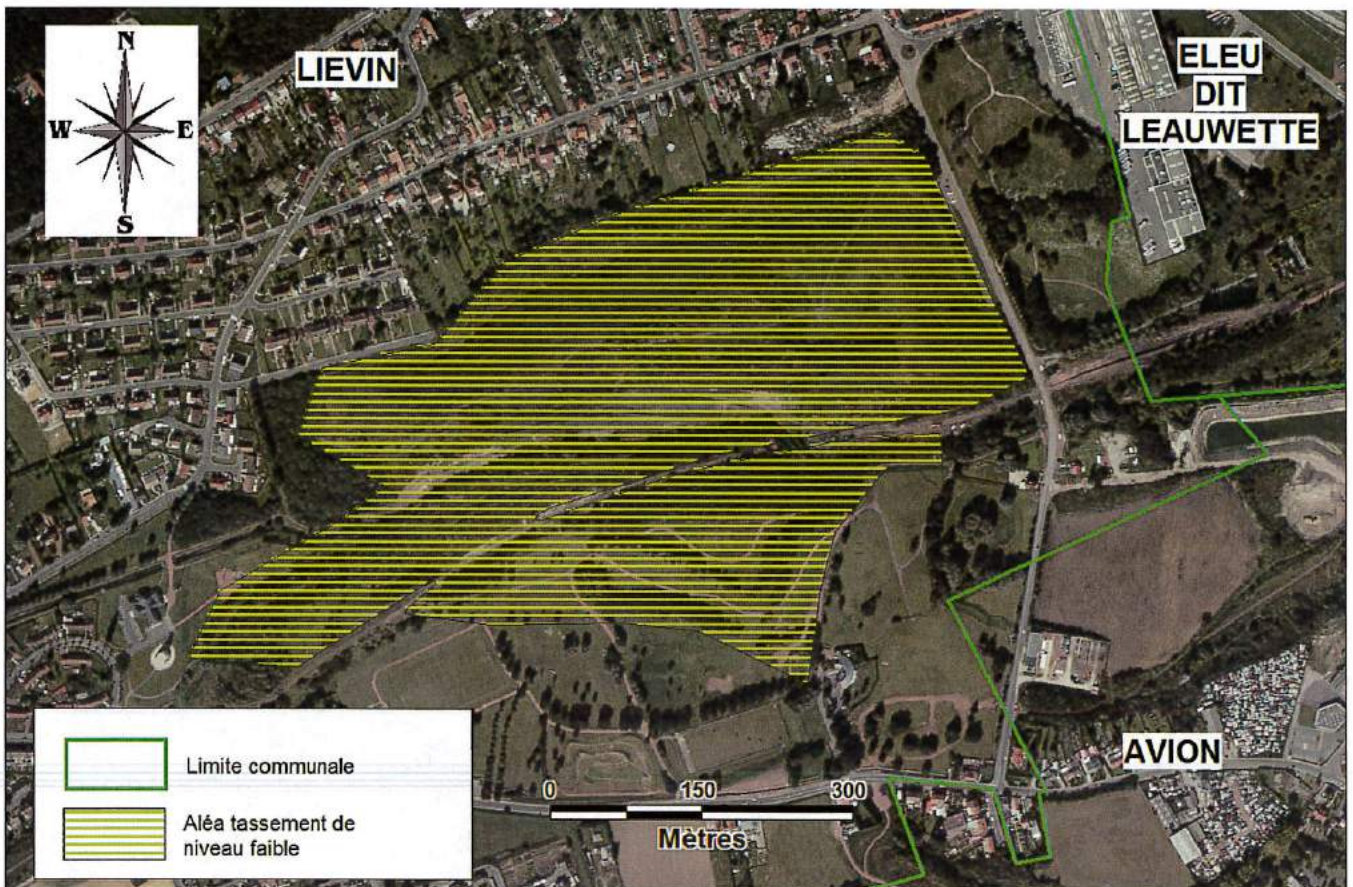 N
W E
S
LIEVIN
ELEU
DIT
LEAUWETTE
AVION
Limite communale
Aléa tassement de
niveau faible
0 150 300
Mètres